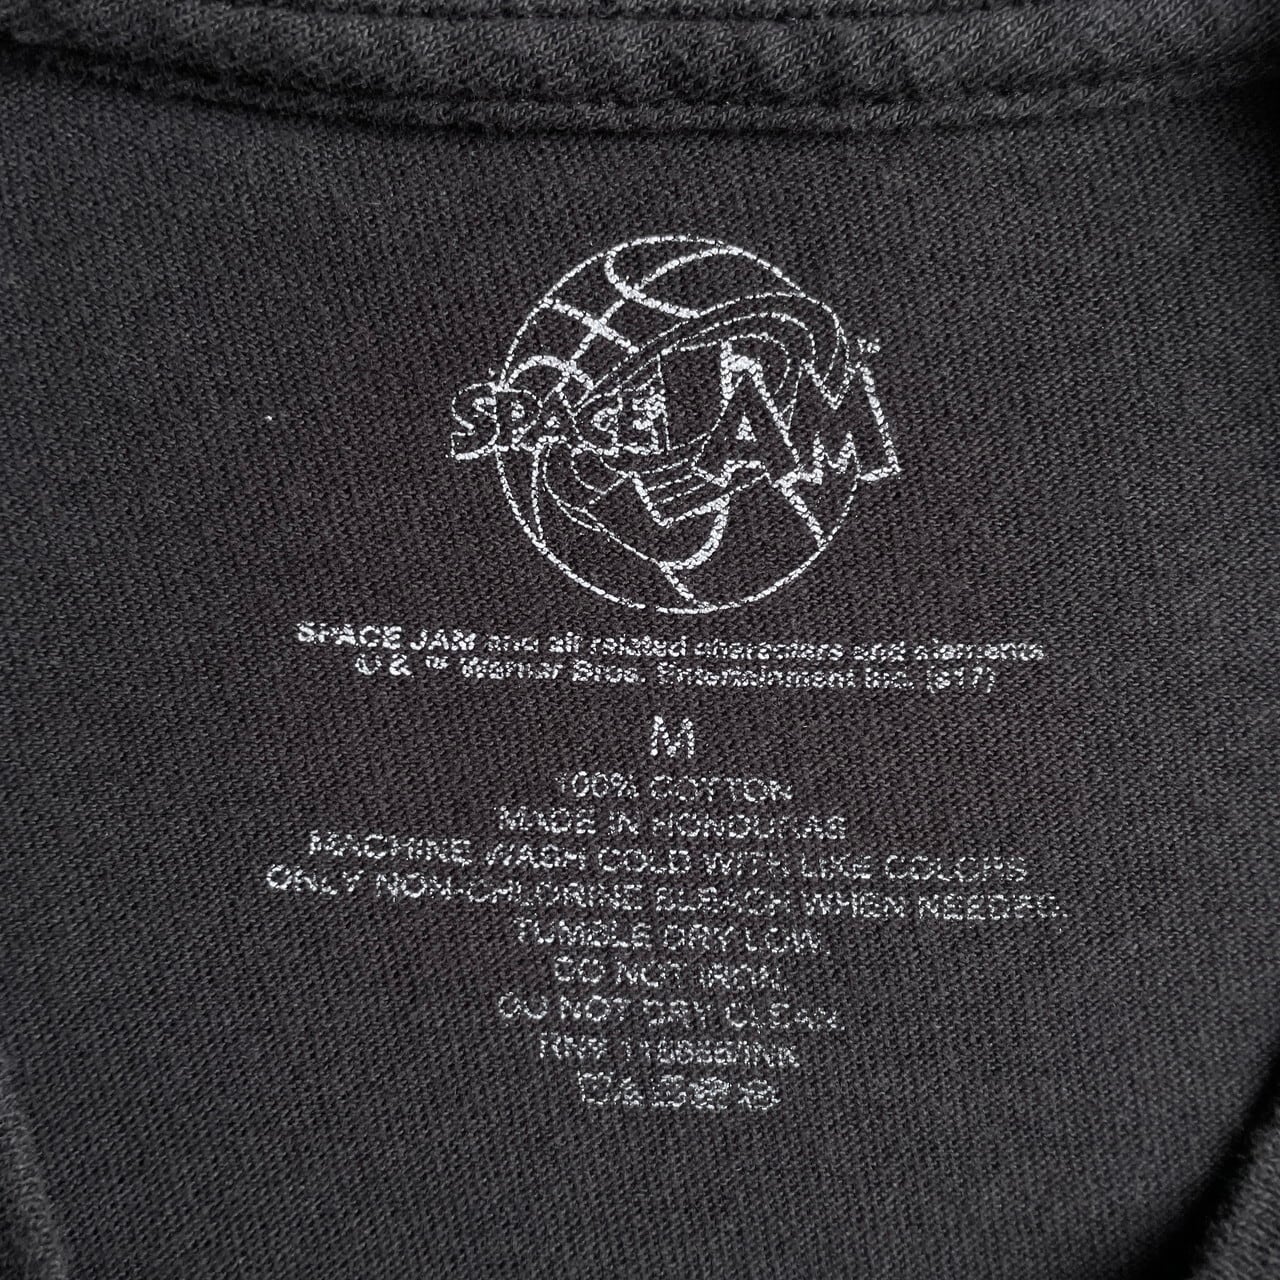 SPACE JAM™
SPACE JAM and all related characters and elements
© & ™ Warner Bros. Entertainment Inc. (s17)
M
100% COTTON
MADE IN HONDURAS
MACHINE WASH COLD WITH LIKE COLORS
ONLY NON-CHLORINE BLEACH WHEN NEEDED.
TUMBLE DRY LOW.
DO NOT IRON.
DO NOT DRY CLEAN.
RN#